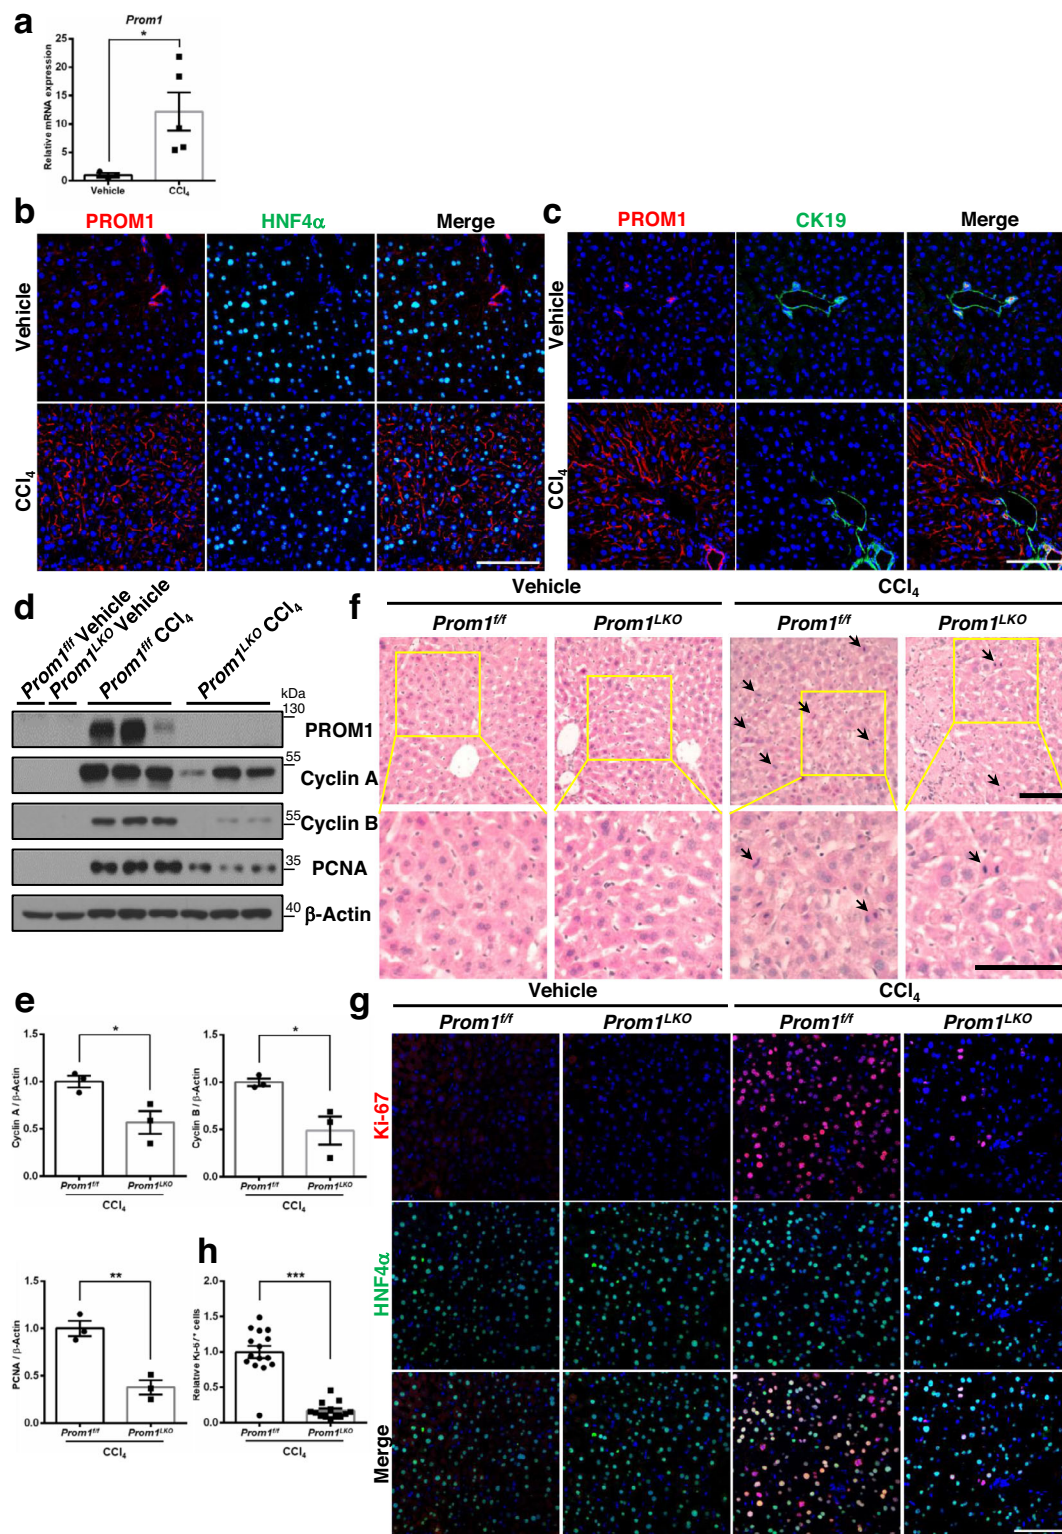 a
Prom1
*
Relative mRNA expression
25
20
15
10
5
0
Vehicle
CCl4
b
PROM1
HNF4α
Merge
Vehicle
CCl4
c
PROM1
CK19
Merge
Vehicle
CCl4
d
Prom1f/f Vehicle
Prom1LKO Vehicle
Prom1f/f CCl4
Prom1LKO CCl4
kDa
130
PROM1
55
Cyclin A
55
Cyclin B
35
PCNA
40
β-Actin
e
*
Cyclin A / β-Actin
1.5
1.0
0.5
0.0
Prom1f/f
Prom1LKO
CCl4
*
Cyclin B / β-Actin
1.5
1.0
0.5
0.0
Prom1f/f
Prom1LKO
CCl4
**
PCNA / β-Actin
1.5
1.0
0.5
0.0
Prom1f/f
Prom1LKO
CCl4
h
***
Relative Ki-67+ cells
2.0
1.5
1.0
0.5
0.0
Prom1f/f
Prom1LKO
CCl4
f
Vehicle
CCl4
Prom1f/f
Prom1LKO
Prom1f/f
Prom1LKO
g
Vehicle
CCl4
Prom1f/f
Prom1LKO
Prom1f/f
Prom1LKO
Ki-67
HNF4α
Merge